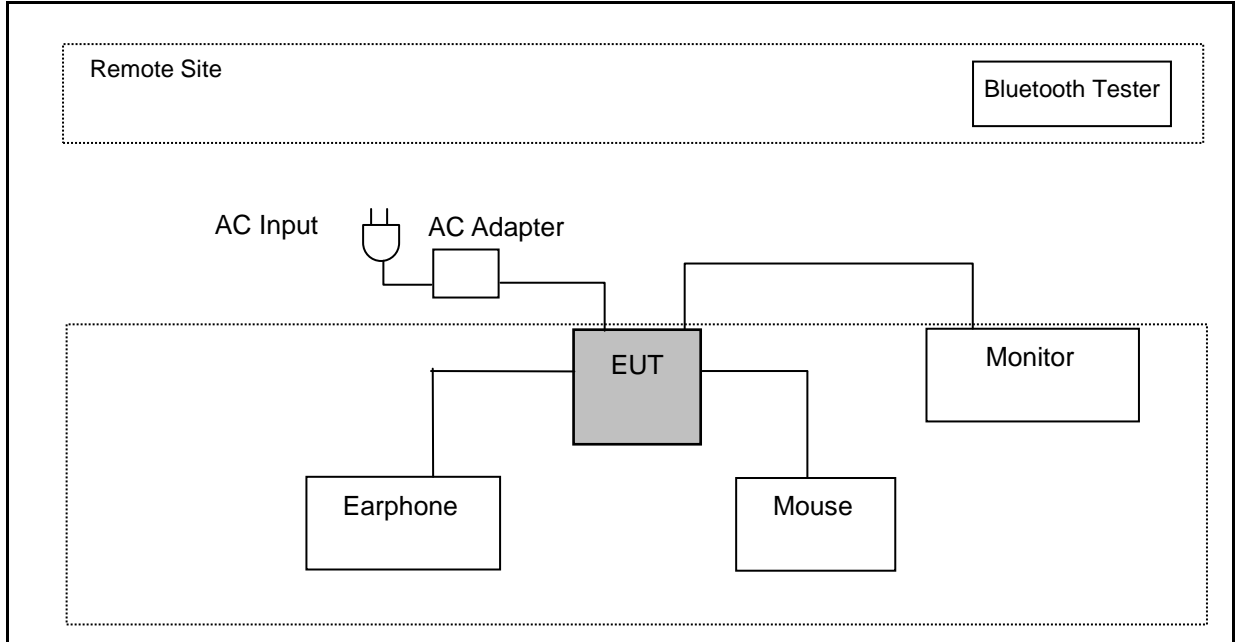 Remote Site
Bluetooth Tester
AC Input
AC Adapter
EUT
Monitor
Earphone
Mouse